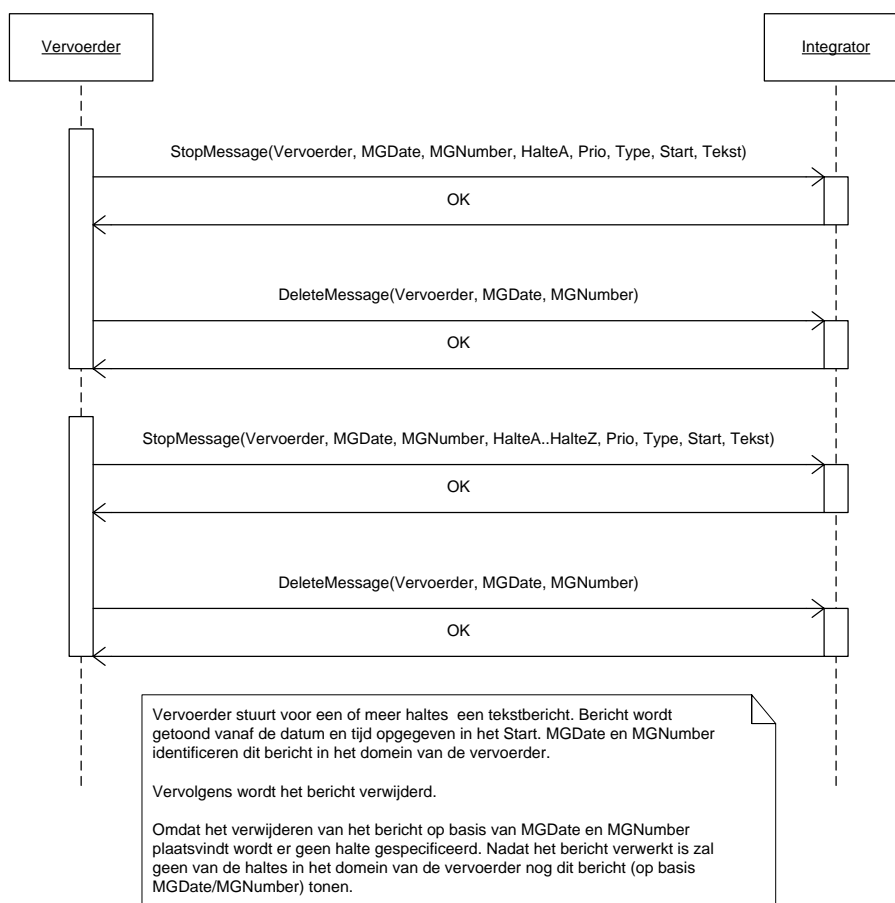 Vervoerder
Integrator
StopMessage(Vervoerder, MGDate, MGNumber, HalteA, Prio, Type, Start, Tekst)
OK
DeleteMessage(Vervoerder, MGDate, MGNumber)
OK
StopMessage(Vervoerder, MGDate, MGNumber, HalteA..HalteZ, Prio, Type, Start, Tekst)
OK
DeleteMessage(Vervoerder, MGDate, MGNumber)
OK
Vervoerder stuurt voor een of meer haltes een tekstbericht. Bericht wordt
getoond vanaf de datum en tijd opgegeven in het Start. MGDate en MGNumber
identificeren dit bericht in het domein van de vervoerder.
Vervolgens wordt het bericht verwijderd.
Omdat het verwijderen van het bericht op basis van MGDate en MGNumber
plaatsvindt wordt er geen halte gespecificeerd. Nadat het bericht verwerkt is zal
geen van de haltes in het domein van de vervoerder nog dit bericht (op basis
MGDate/MGNumber) tonen.